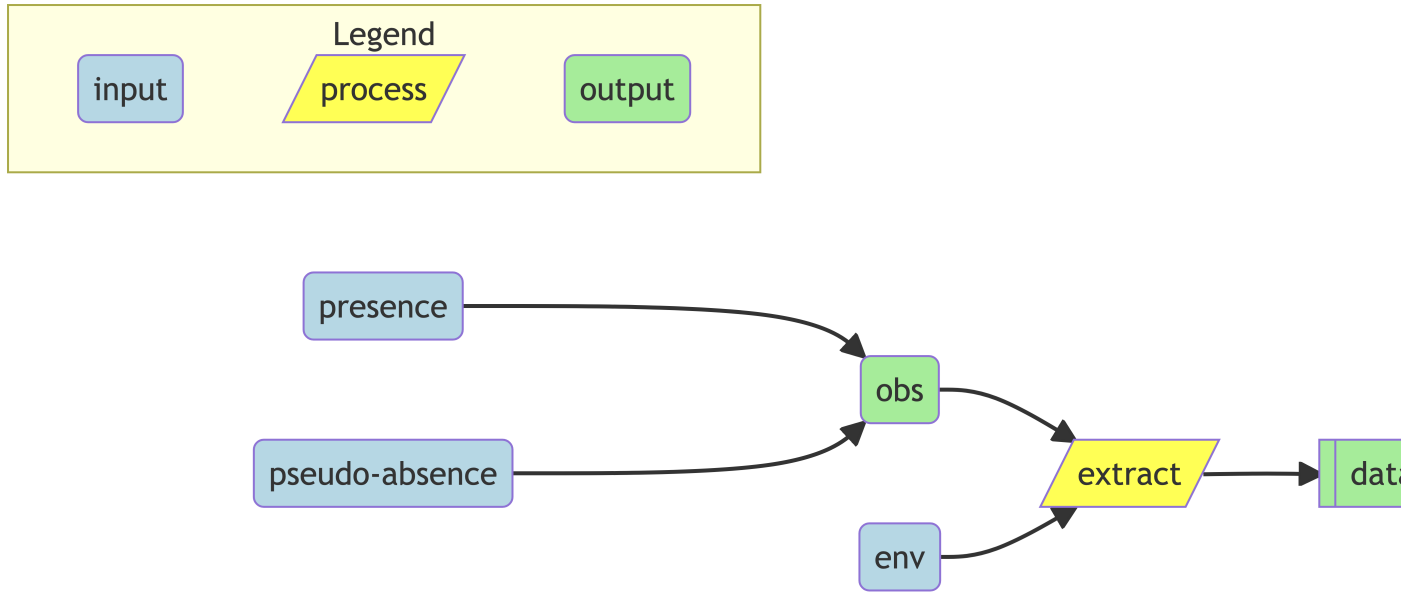 Legend
input
process
output
presence
obs
pseudo-absence
extract
env